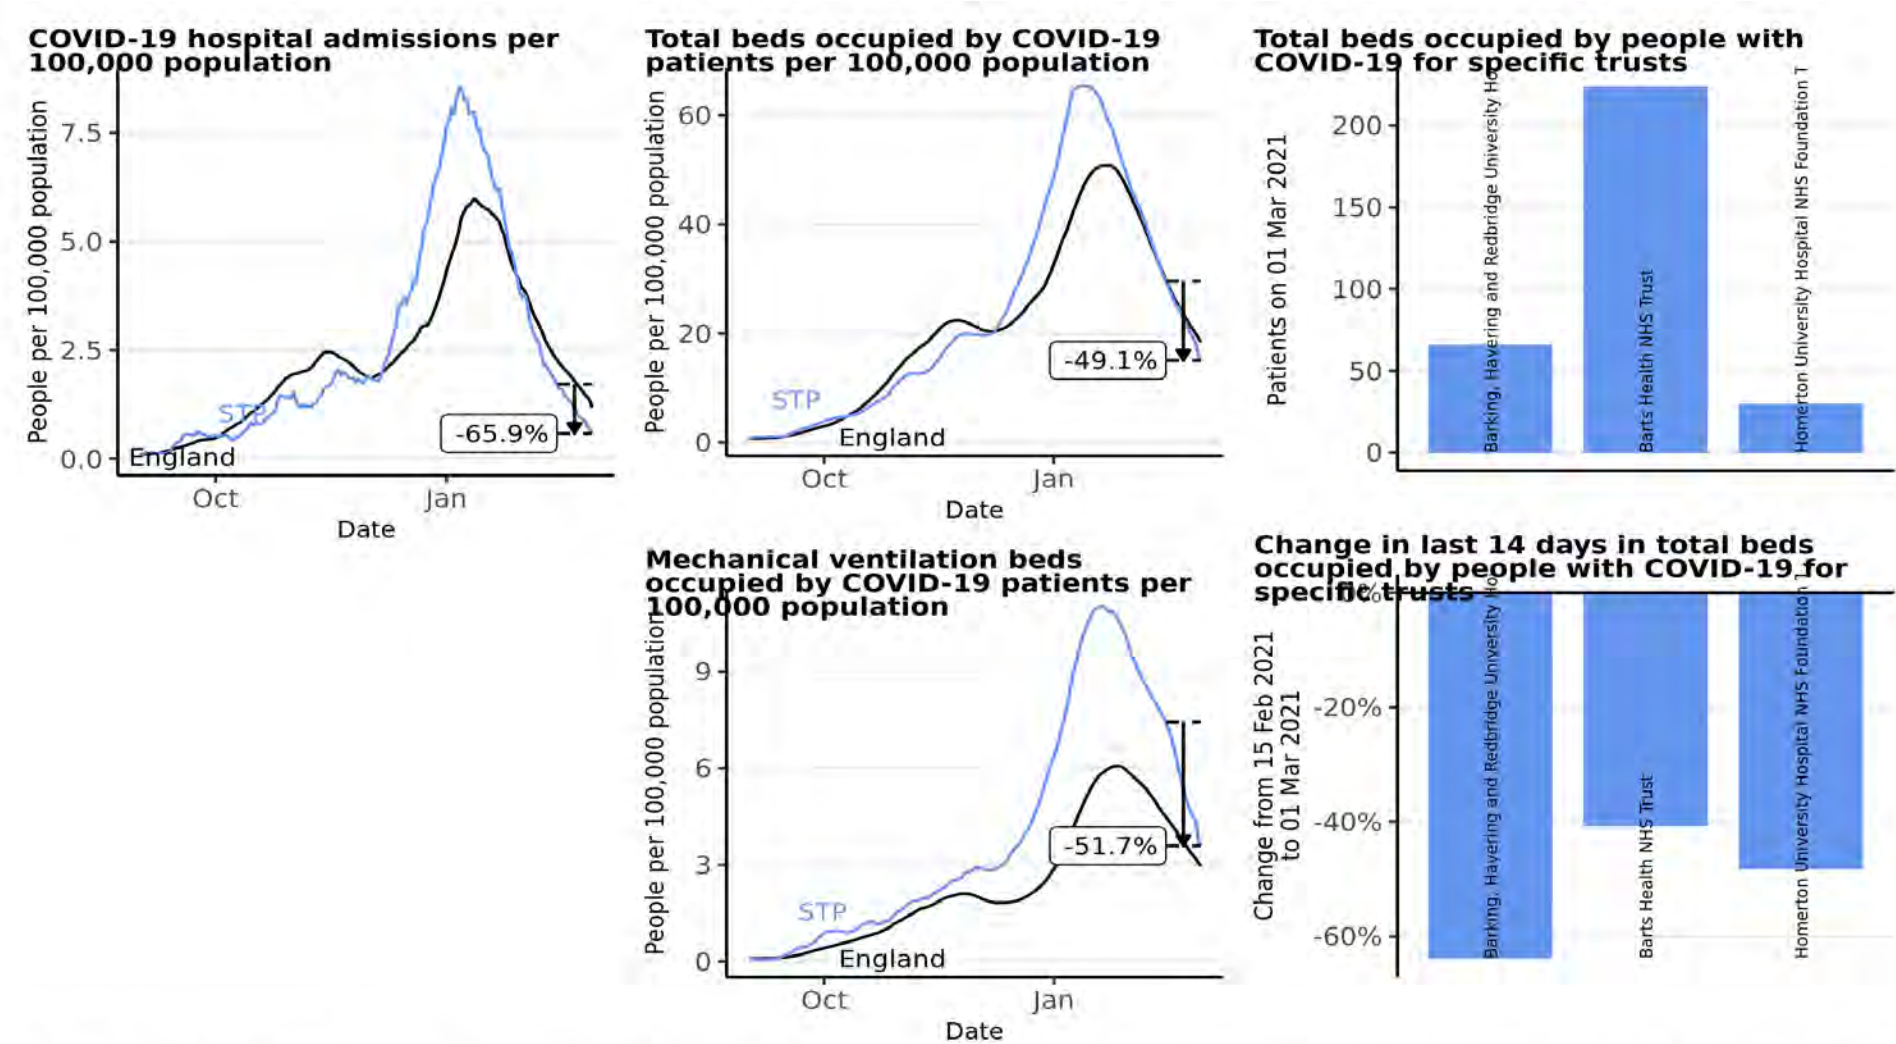 COVID-19 hospital admissions per
100,000 population
People per 100,000 population
7.5
5.0
2.5
0.0
STP
England
-65.9%
Oct
Jan
Date
Total beds occupied by COVID-19
patients per 100,000 population
People per 100,000 population
60
40
20
0
STP
England
-49.1%
Oct
Jan
Date
Total beds occupied by people with
COVID-19 for specific trusts
Patients on 01 Mar 2021
200
150
100
50
0
Barking, Havering and Redbridge University Ho
Barts Health NHS Trust
Homerton University Hospital NHS Foundation T
Mechanical ventilation beds
occupied by COVID-19 patients per
100,000 population
People per 100,000 population
9
6
3
0
STP
England
-51.7%
Oct
Jan
Date
Change in last 14 days in total beds
occupied by people with COVID-19 for
specific trusts
Change from 15 Feb 2021
to 01 Mar 2021
0%
-20%
-40%
-60%
Barking, Havering and Redbridge University Ho
Barts Health NHS Trust
Homerton University Hospital NHS Foundation T